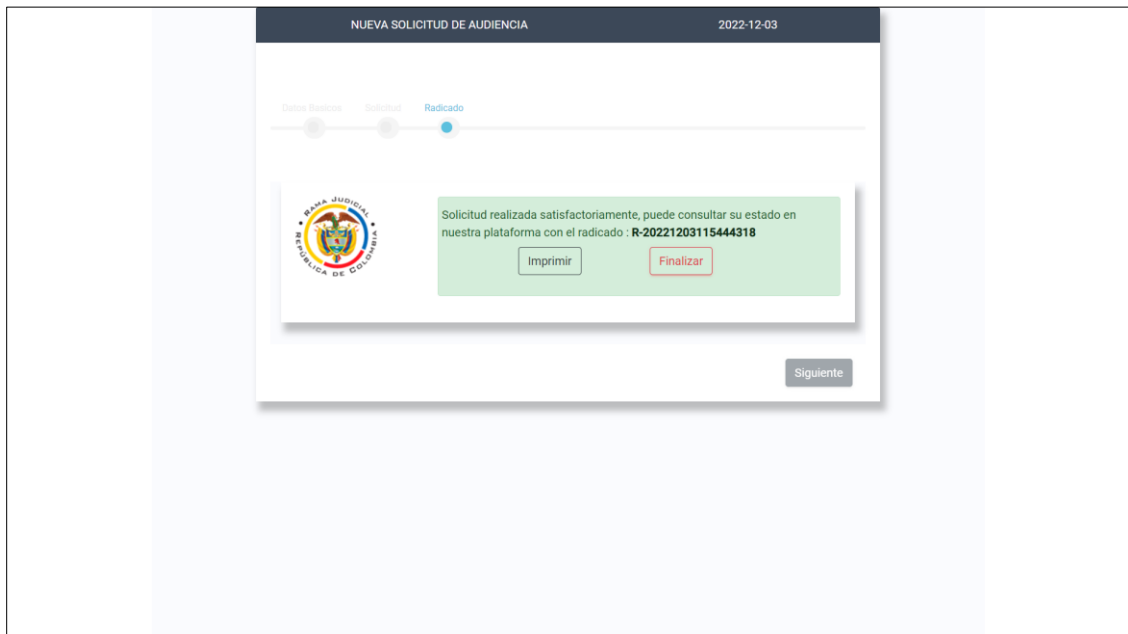 NUEVA SOLICITUD DE AUDIENCIA 2022-12-03
Datos Basicos Solicitud Radicado
RAMA JUDICIAL
REPÚBLICA DE COLOMBIA
Solicitud realizada satisfactoriamente, puede consultar su estado en
nuestra plataforma con el radicado : R-20221203115444318
Imprimir Finalizar
Siguiente